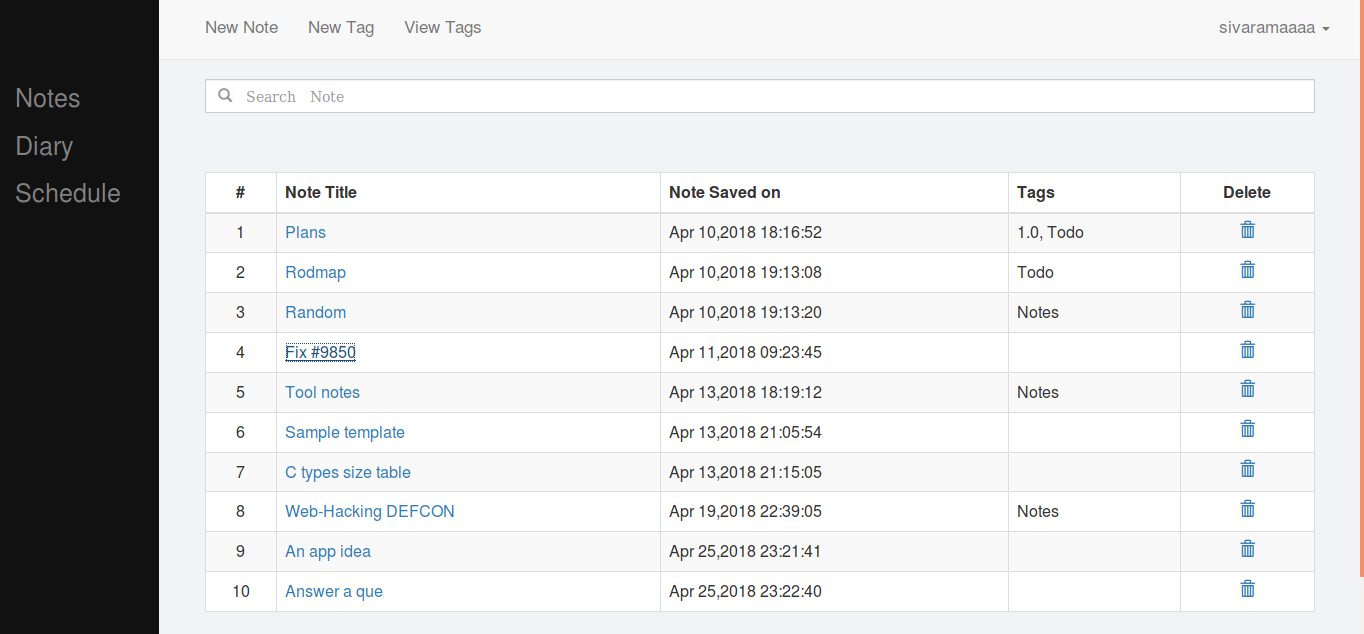 New Note New Tag View Tags sivaramaaaa
Notes
Diary
Schedule
Search Note
# Note Title Note Saved on Tags Delete
1 Plans Apr 10,2018 18:16:52 1.0, Todo
2 Rodmap Apr 10,2018 19:13:08 Todo
3 Random Apr 10,2018 19:13:20 Notes
4 Fix #9850 Apr 11,2018 09:23:45
5 Tool notes Apr 13,2018 18:19:12 Notes
6 Sample template Apr 13,2018 21:05:54
7 C types size table Apr 13,2018 21:15:05
8 Web-Hacking DEFCON Apr 19,2018 22:39:05 Notes
9 An app idea Apr 25,2018 23:21:41
10 Answer a que Apr 25,2018 23:22:40